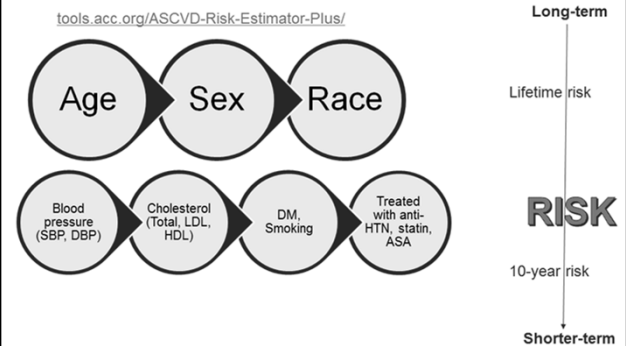 tools.acc.org/ASCVD-Risk-Estimator-Plus/
Long-term
Age
Sex
Race
Lifetime risk
Blood
pressure
(SBP, DBP)
Cholesterol
(Total, LDL,
HDL)
DM,
Smoking
Treated
with anti-
HTN, statin,
ASA
RISK
10-year risk
Shorter-term